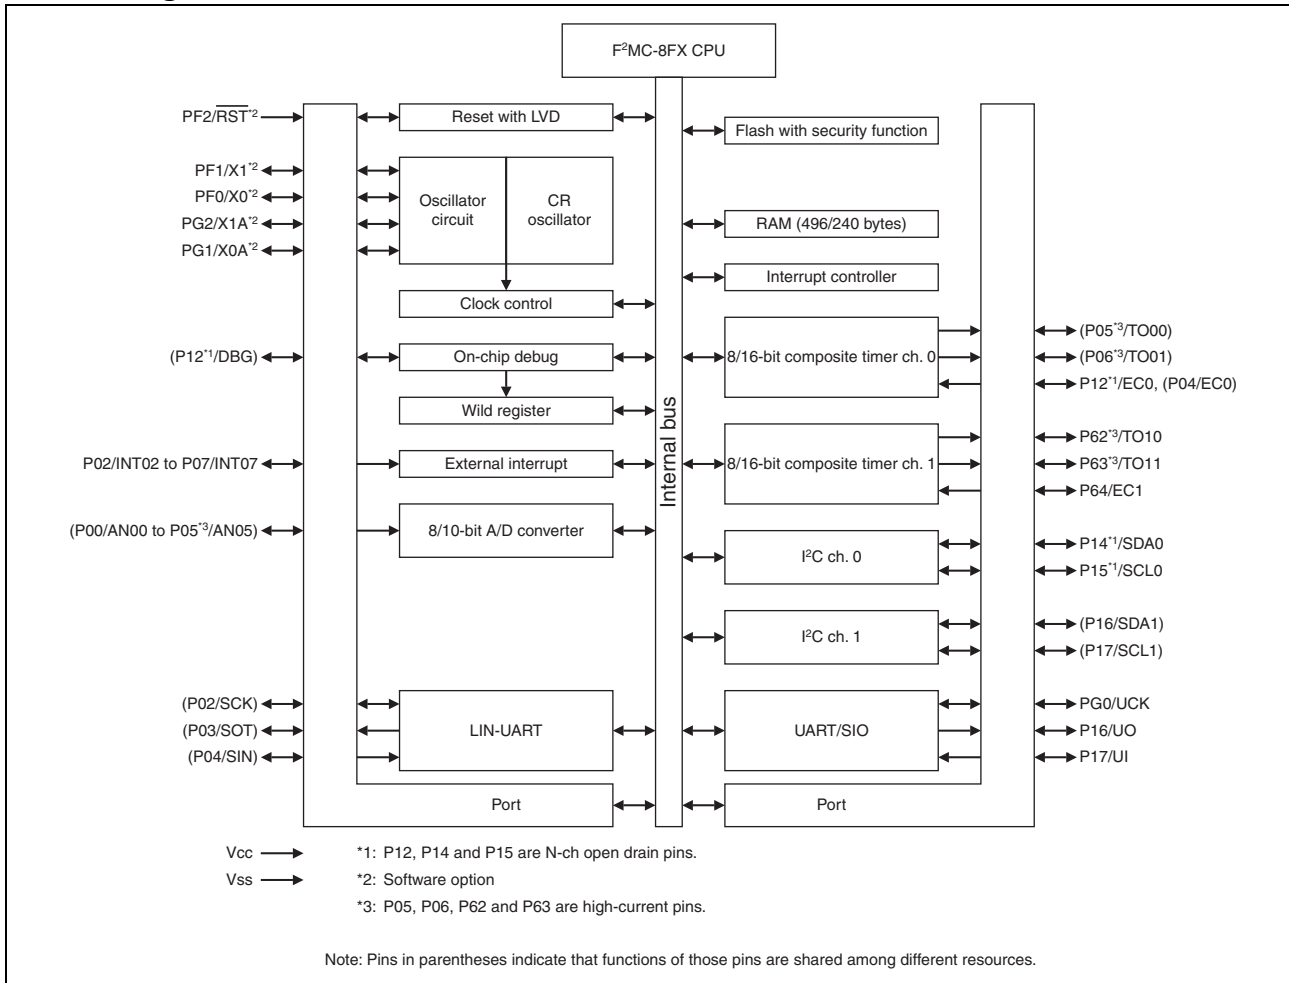 F²MC-8FX CPU
PF2/RST*2
Reset with LVD
Flash with security function
PF1/X1*2
PF0/X0*2
PG2/X1A*2
PG1/X0A*2
Oscillator
circuit
CR
oscillator
RAM (496/240 bytes)
Interrupt controller
Clock control
(P12*1/DBG)
On-chip debug
8/16-bit composite timer ch. 0
(P05*3/TO00)
(P06*3/TO01)
P12*1/EC0, (P04/EC0)
Wild register
Internal bus
P02/INT02 to P07/INT07
External interrupt
8/16-bit composite timer ch. 1
P62*3/TO10
P63*3/TO11
P64/EC1
(P00/AN00 to P05*3/AN05)
8/10-bit A/D converter
I²C ch. 0
P14*1/SDA0
P15*1/SCL0
I²C ch. 1
(P16/SDA1)
(P17/SCL1)
(P02/SCK)
(P03/SOT)
(P04/SIN)
LIN-UART
UART/SIO
PG0/UCK
P16/UO
P17/UI
Port
Port
Vcc
Vss
*1: P12, P14 and P15 are N-ch open drain pins.
*2: Software option
*3: P05, P06, P62 and P63 are high-current pins.
Note: Pins in parentheses indicate that functions of those pins are shared among different resources.